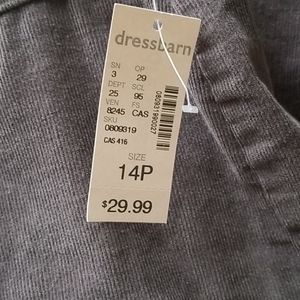 dressbarn
SN OP
3 29
DEPT SCL
25 95
VEN FS
8245 CAS
SKU
0809319
CAS 416
080931990027
SIZE
14P
$29.99